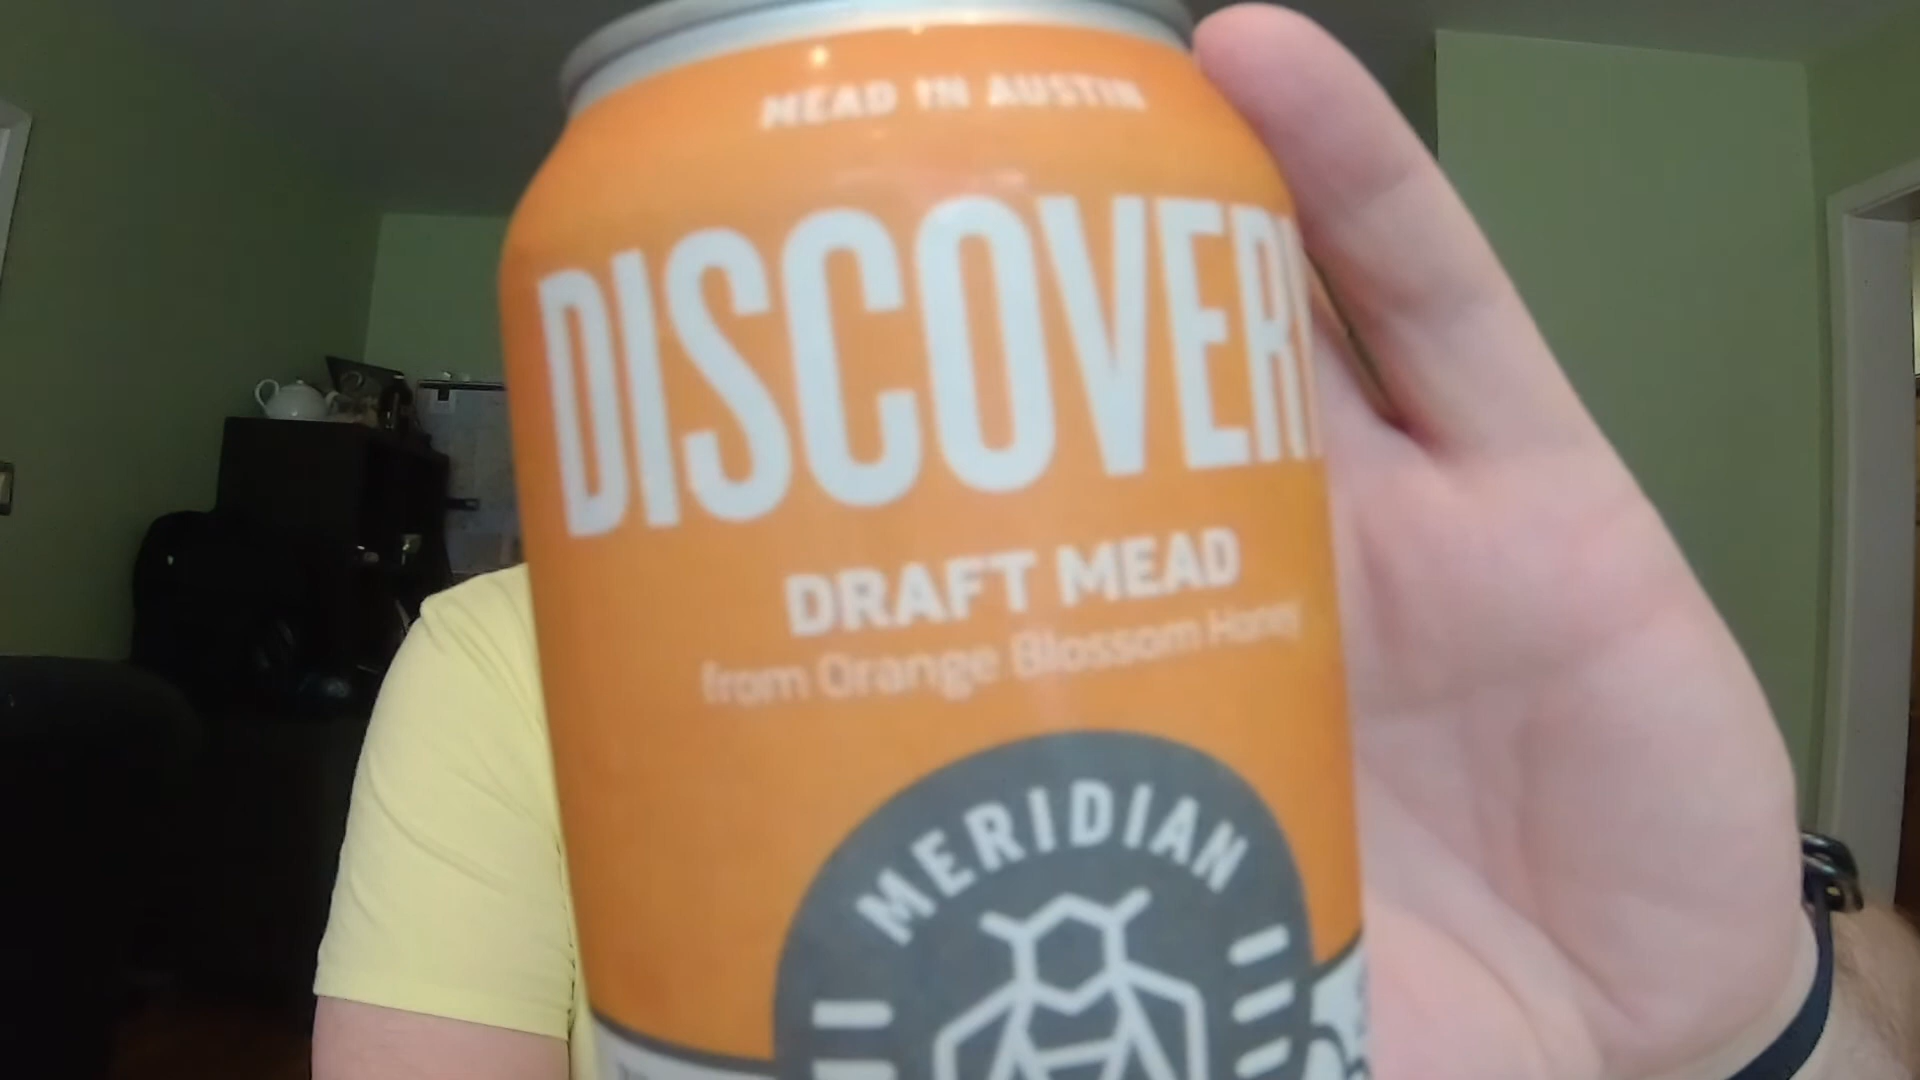 MEAD IN AUSTIN
DISCOVERY
DRAFT MEAD
from Orange Blossom Honey
MERIDIAN